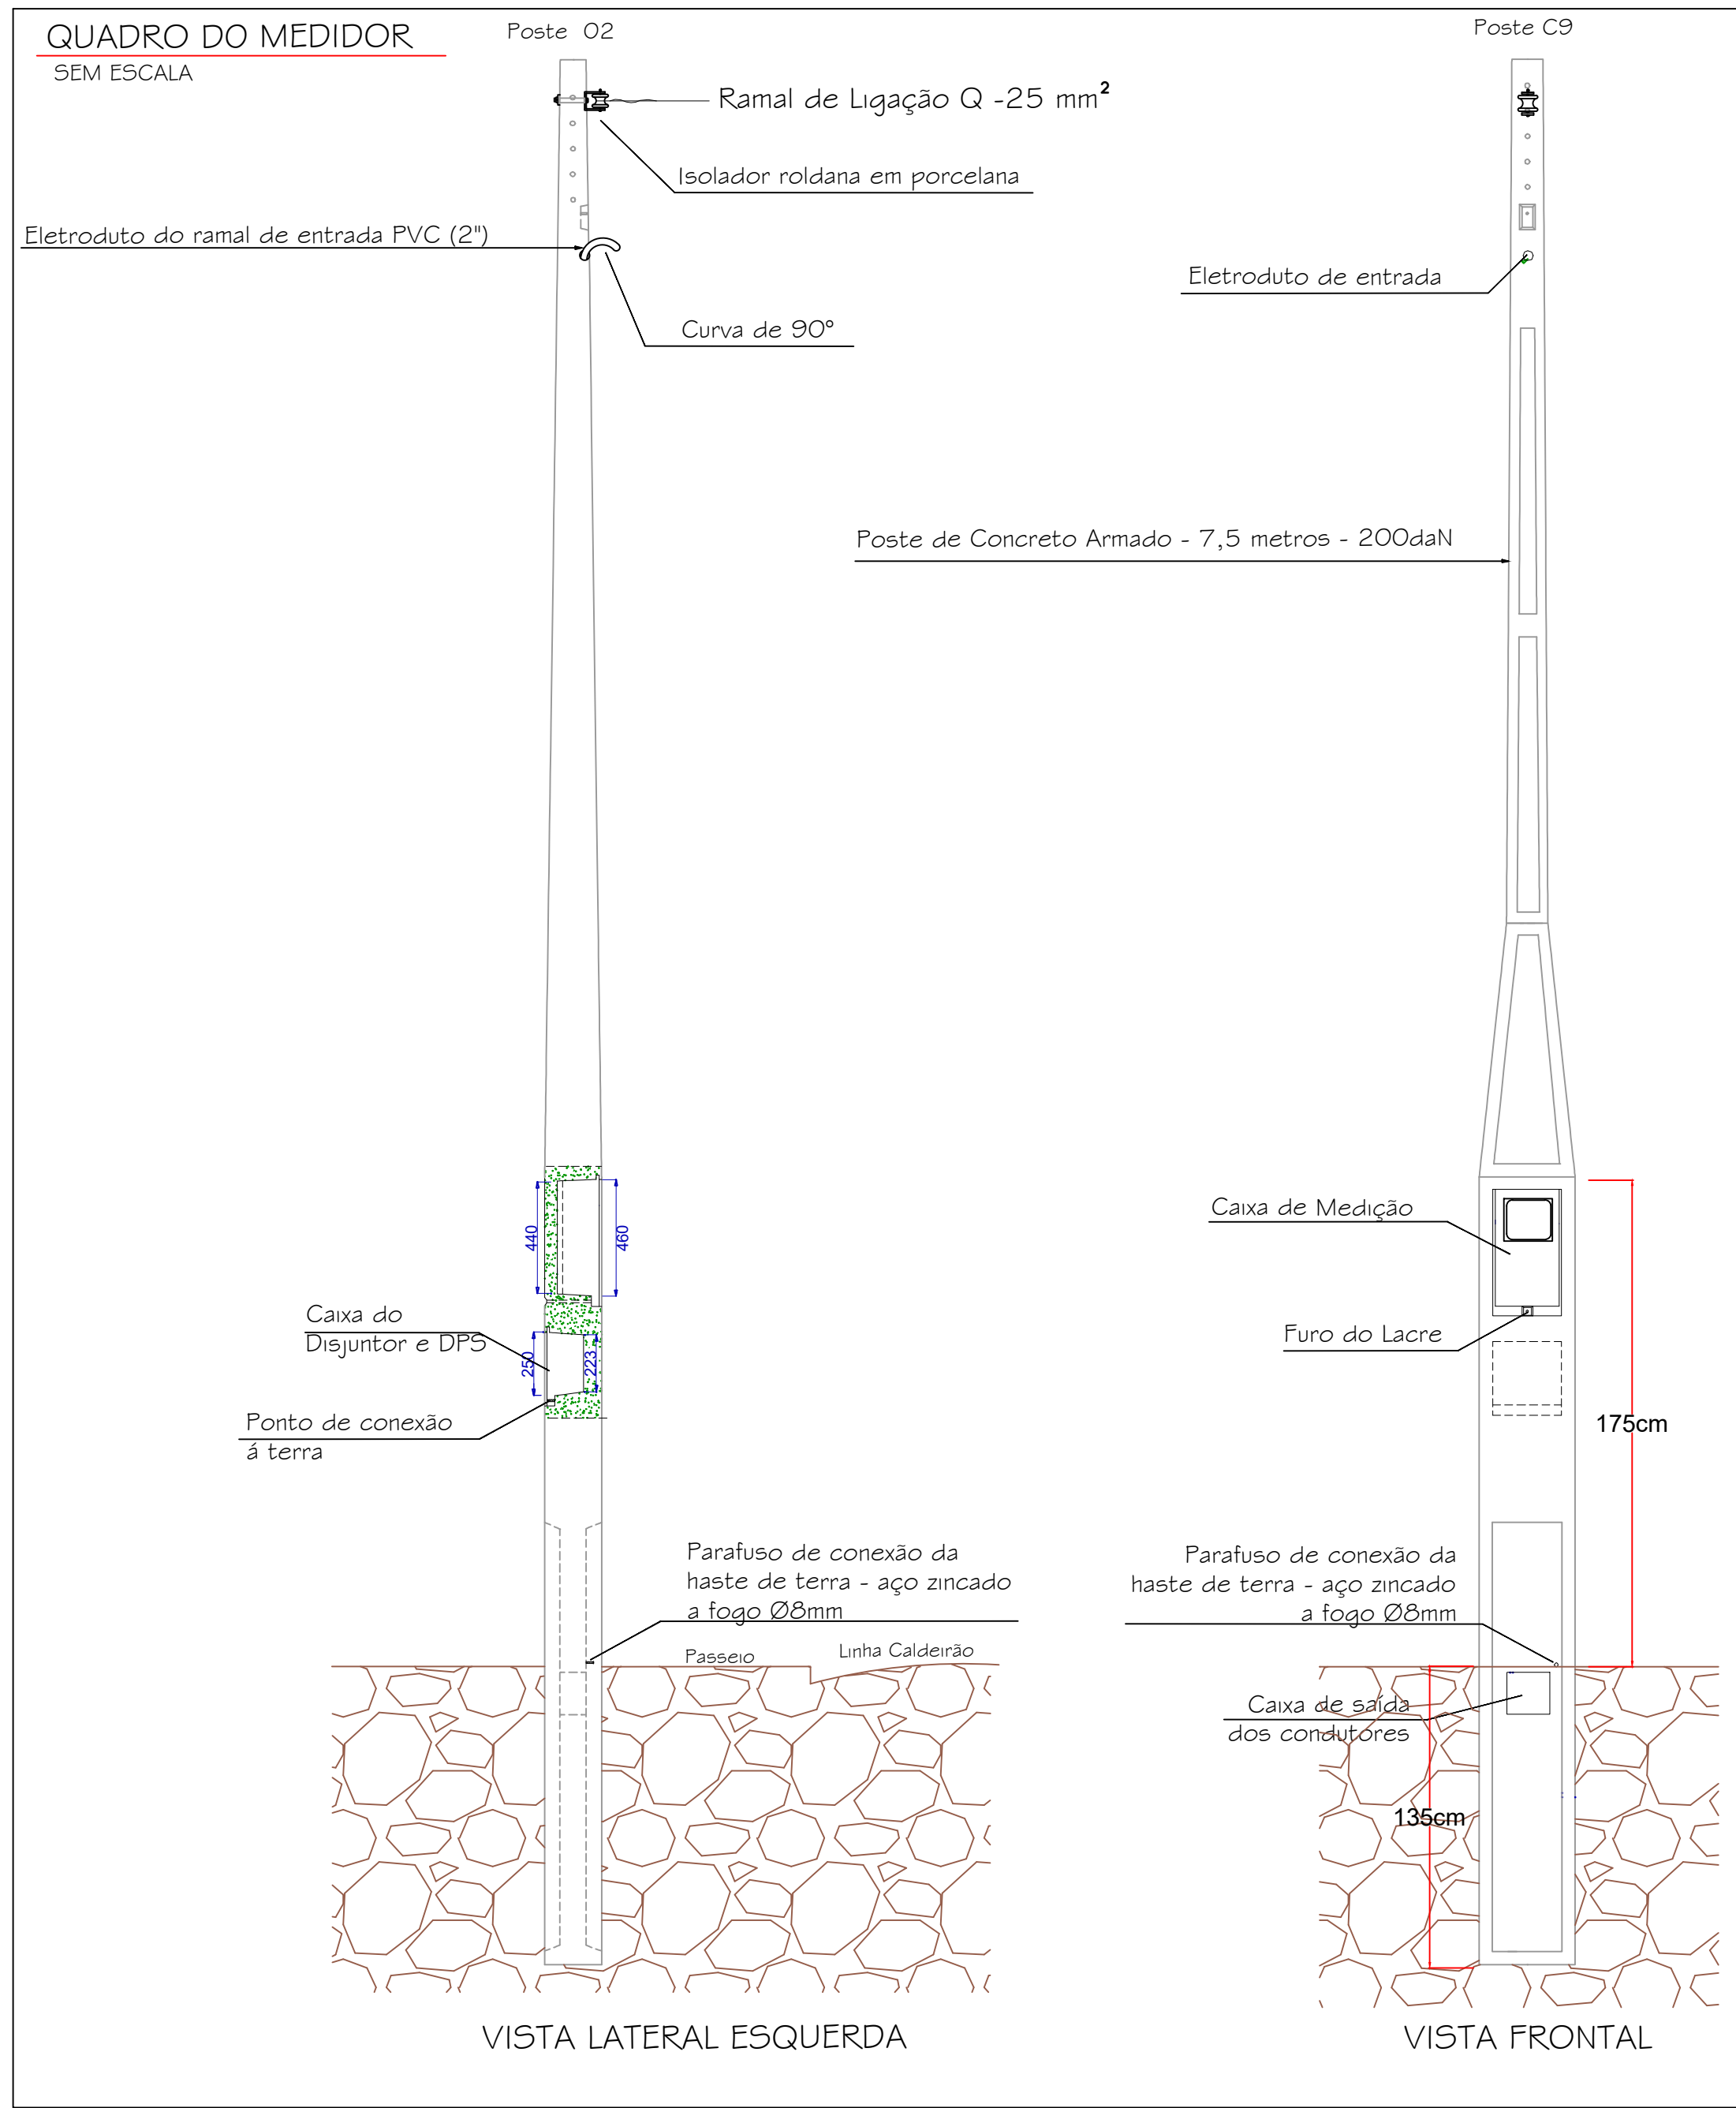 QUADRO DO MEDIDOR
SEM ESCALA
Poste 02
Poste C9
Ramal de Ligação Q -25 mm²
Isolador roldana em porcelana
Eletroduto do ramal de entrada PVC (2")
Curva de 90°
Eletroduto de entrada
Poste de Concreto Armado - 7,5 metros - 200daN
440
460
Caixa de Medição
Caixa do
Disjuntor e DPS
250
223
Furo do Lacre
Ponto de conexão
á terra
175cm
Parafuso de conexão da
haste de terra - aço zincado
a fogo Ø8mm
Parafuso de conexão da
haste de terra - aço zincado
a fogo Ø8mm
Passeio
Linha Caldeirão
Caixa de saída
dos condutores
135cm
VISTA LATERAL ESQUERDA
VISTA FRONTAL